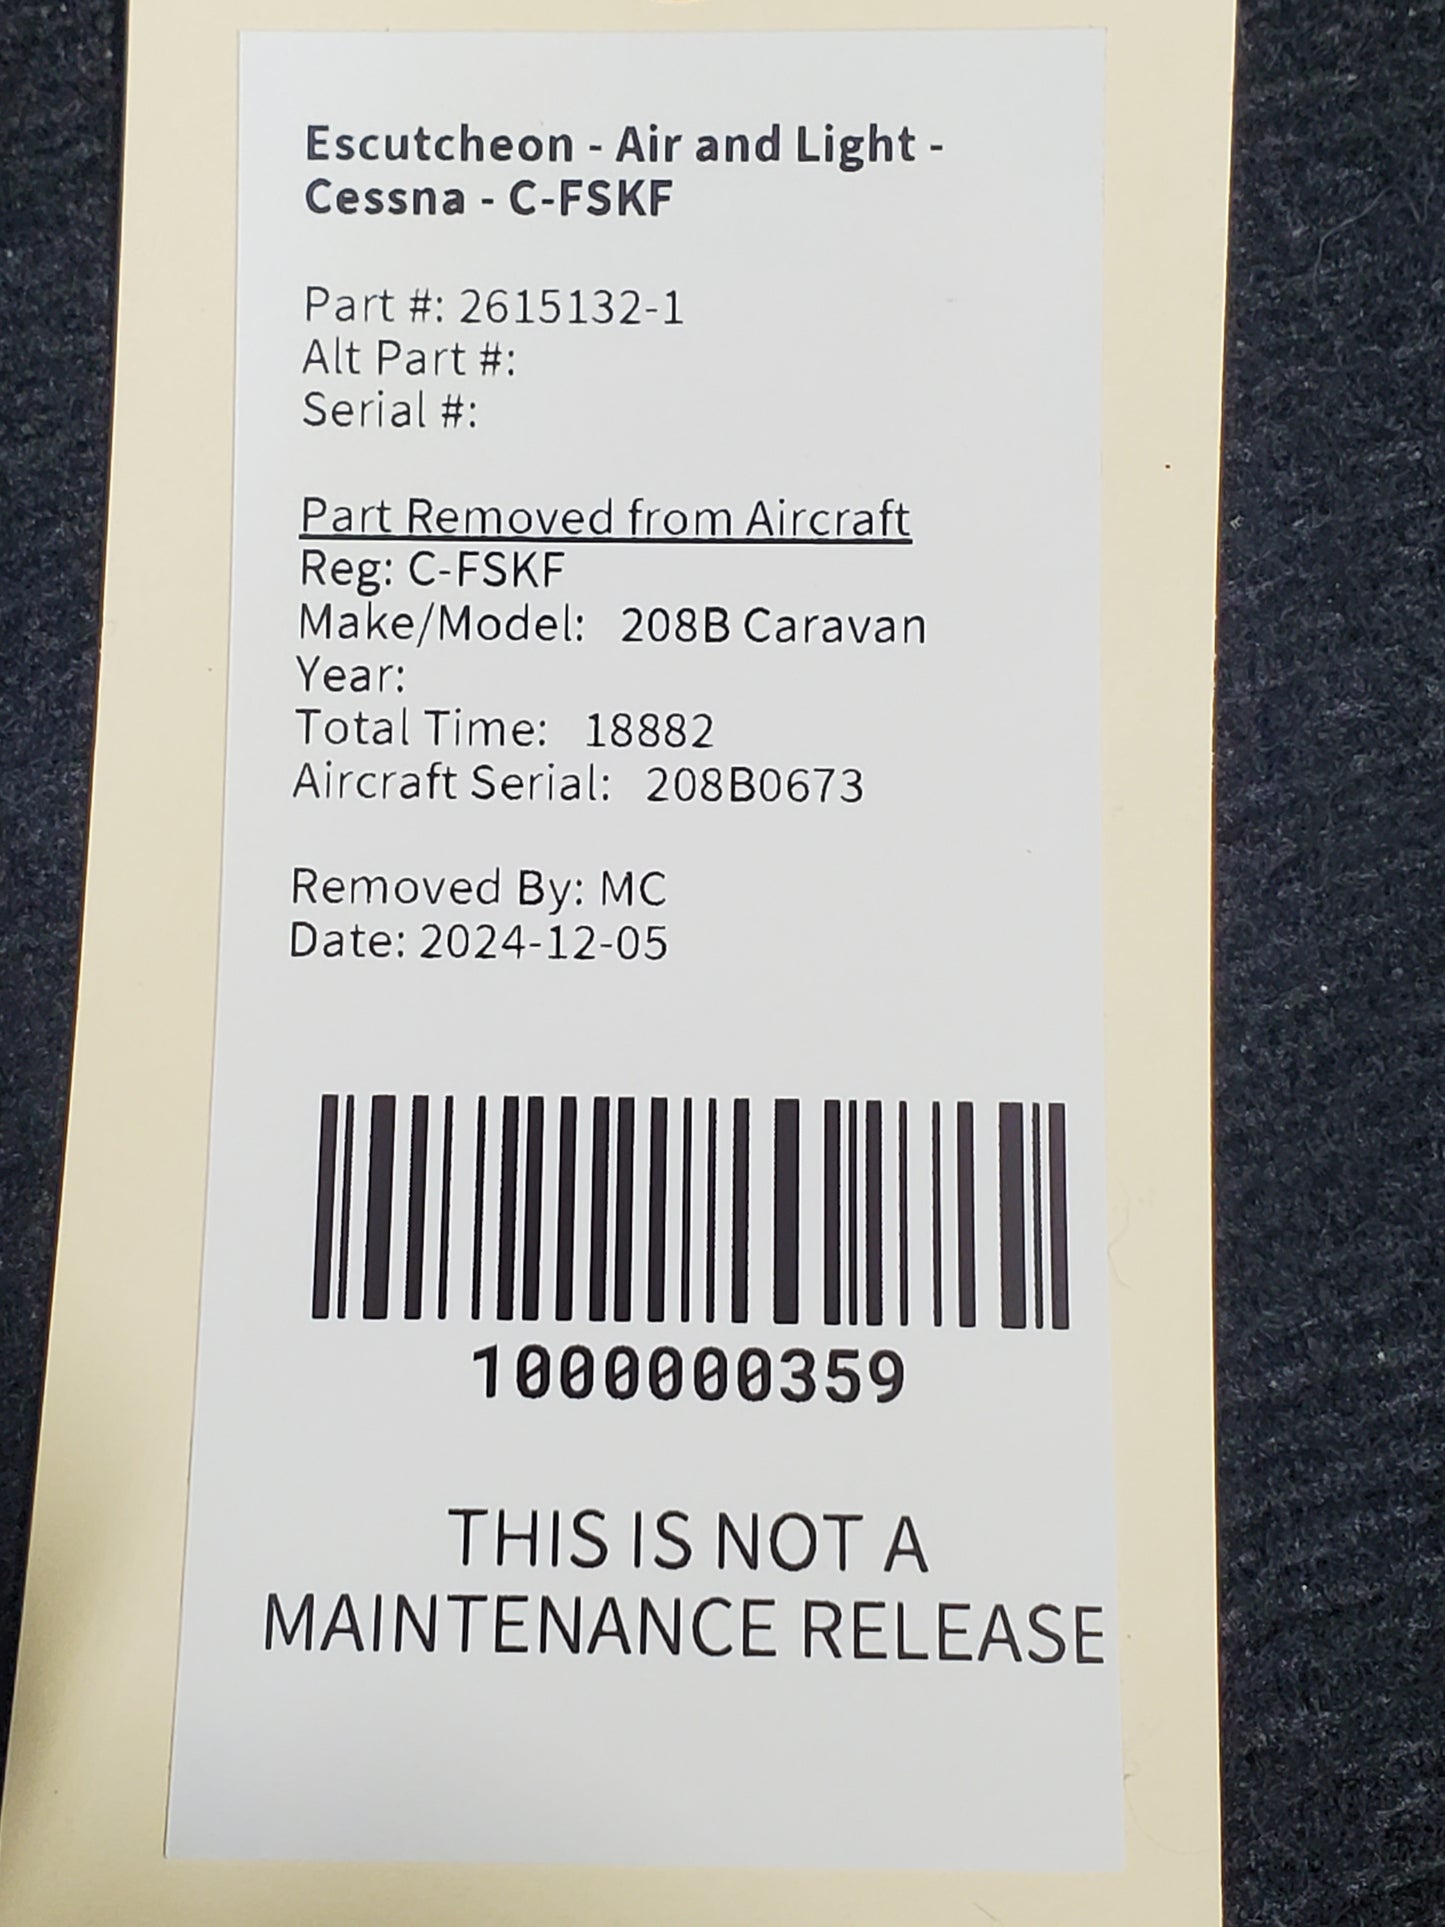 Escutcheon - Air and Light -
Cessna - C-FSKF
Part #: 2615132-1
Alt Part #:
Serial #:
Part Removed from Aircraft
Reg: C-FSKF
Make/Model: 208B Caravan
Year:
Total Time: 18882
Aircraft Serial: 208B0673
Removed By: MC
Date: 2024-12-05
1000000359
THIS IS NOT A
MAINTENANCE RELEASE